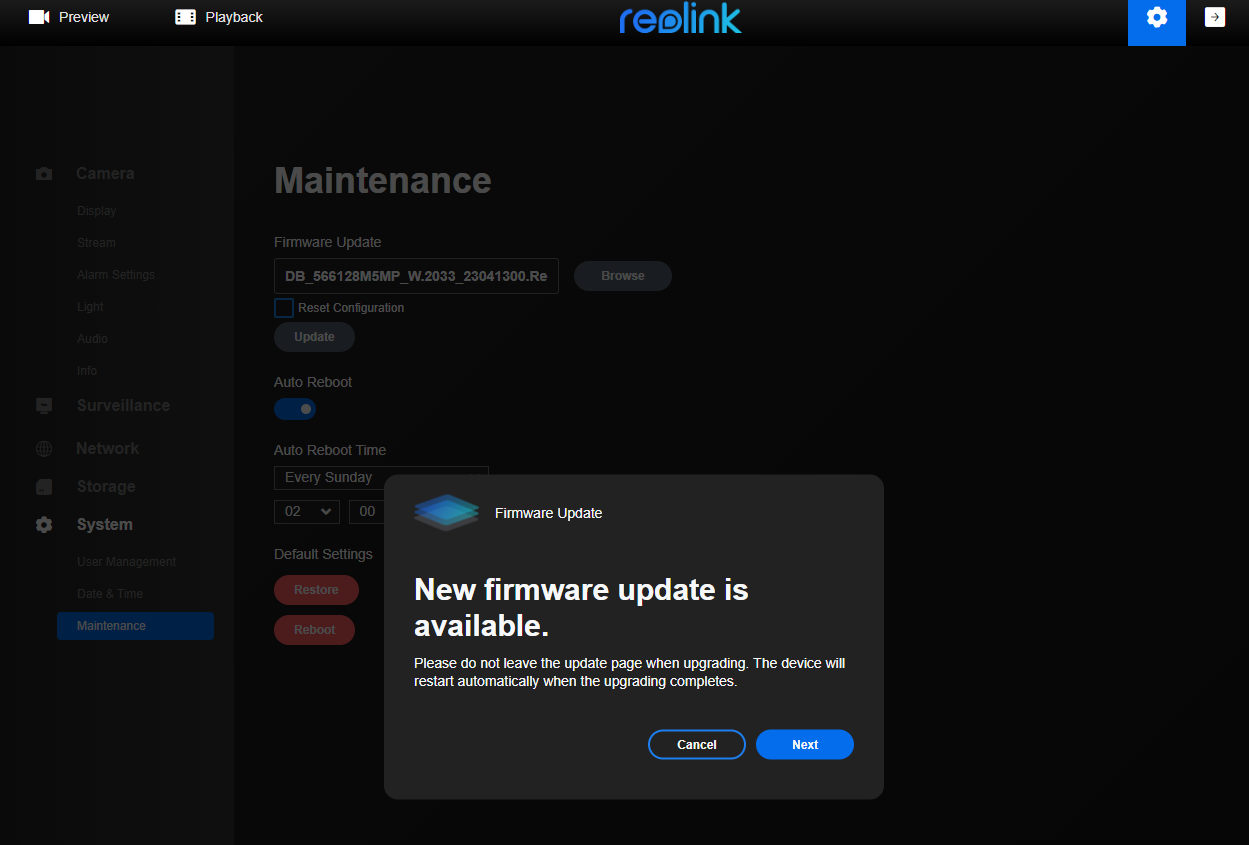 Preview
Playback
reolink
Camera
Display
Stream
Alarm Settings
Light
Audio
Info
Surveillance
Network
Storage
System
User Management
Date & Time
Maintenance
Maintenance
Firmware Update
DB_566128M5MP_W.2033_23041300.Re
Browse
Reset Configuration
Update
Auto Reboot
Auto Reboot Time
Every Sunday
02
00
Default Settings
Restore
Reboot
Firmware Update
New firmware update is
available.
Please do not leave the update page when upgrading. The device will
restart automatically when the upgrading completes.
Cancel
Next